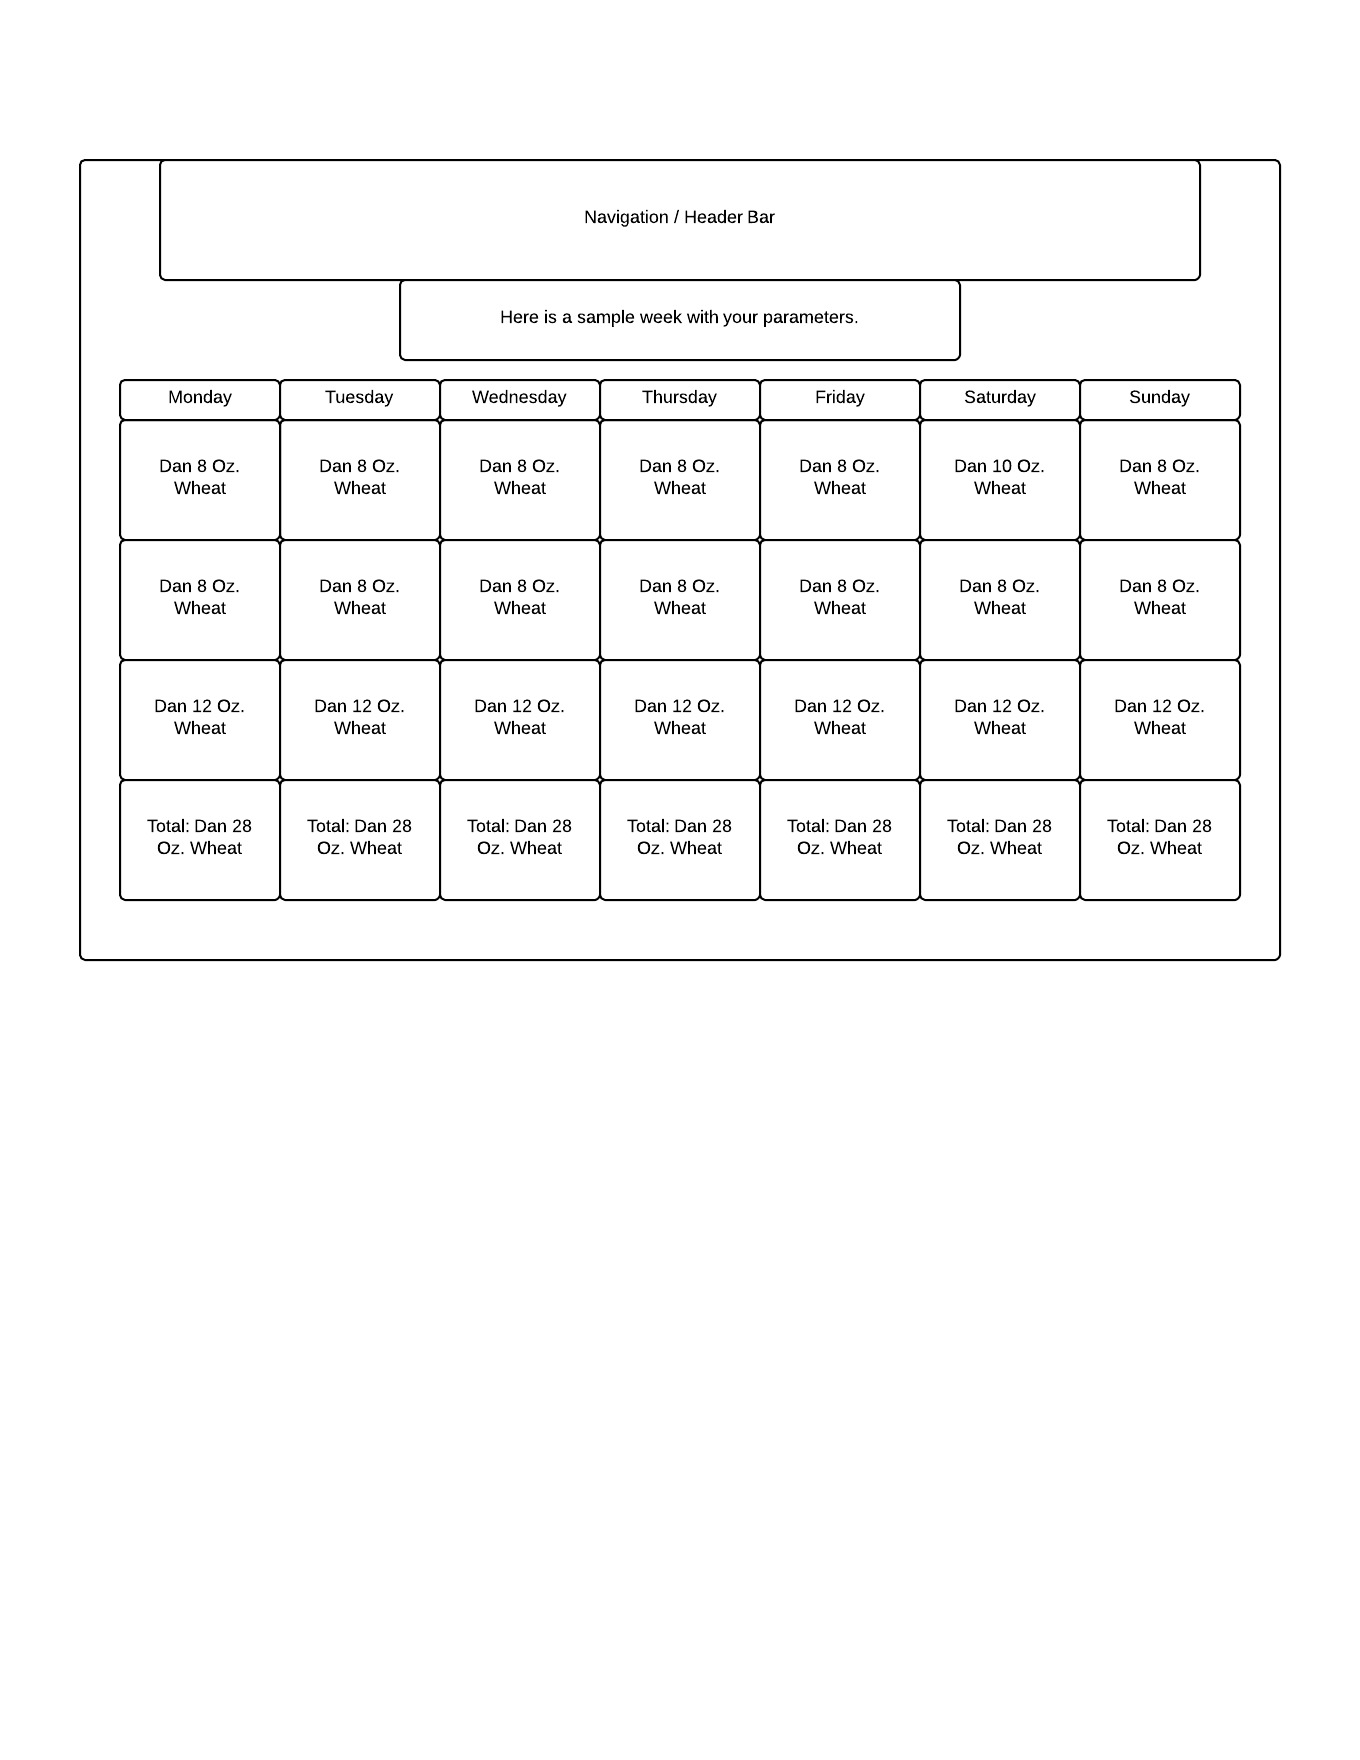 Navigation / Header Bar
Here is a sample week with your parameters.
Monday Tuesday Wednesday Thursday Friday Saturday Sunday
Dan 8 Oz. Dan 8 Oz. Dan 8 Oz. Dan 8 Oz. Dan 8 Oz. Dan 10 Oz. Dan 8 Oz.
Wheat Wheat Wheat Wheat Wheat Wheat Wheat
Dan 8 Oz. Dan 8 Oz. Dan 8 Oz. Dan 8 Oz. Dan 8 Oz. Dan 8 Oz. Dan 8 Oz.
Wheat Wheat Wheat Wheat Wheat Wheat Wheat
Dan 12 Oz. Dan 12 Oz. Dan 12 Oz. Dan 12 Oz. Dan 12 Oz. Dan 12 Oz. Dan 12 Oz.
Wheat Wheat Wheat Wheat Wheat Wheat Wheat
Total: Dan 28 Total: Dan 28 Total: Dan 28 Total: Dan 28 Total: Dan 28 Total: Dan 28 Total: Dan 28
Oz. Wheat Oz. Wheat Oz. Wheat Oz. Wheat Oz. Wheat Oz. Wheat Oz. Wheat